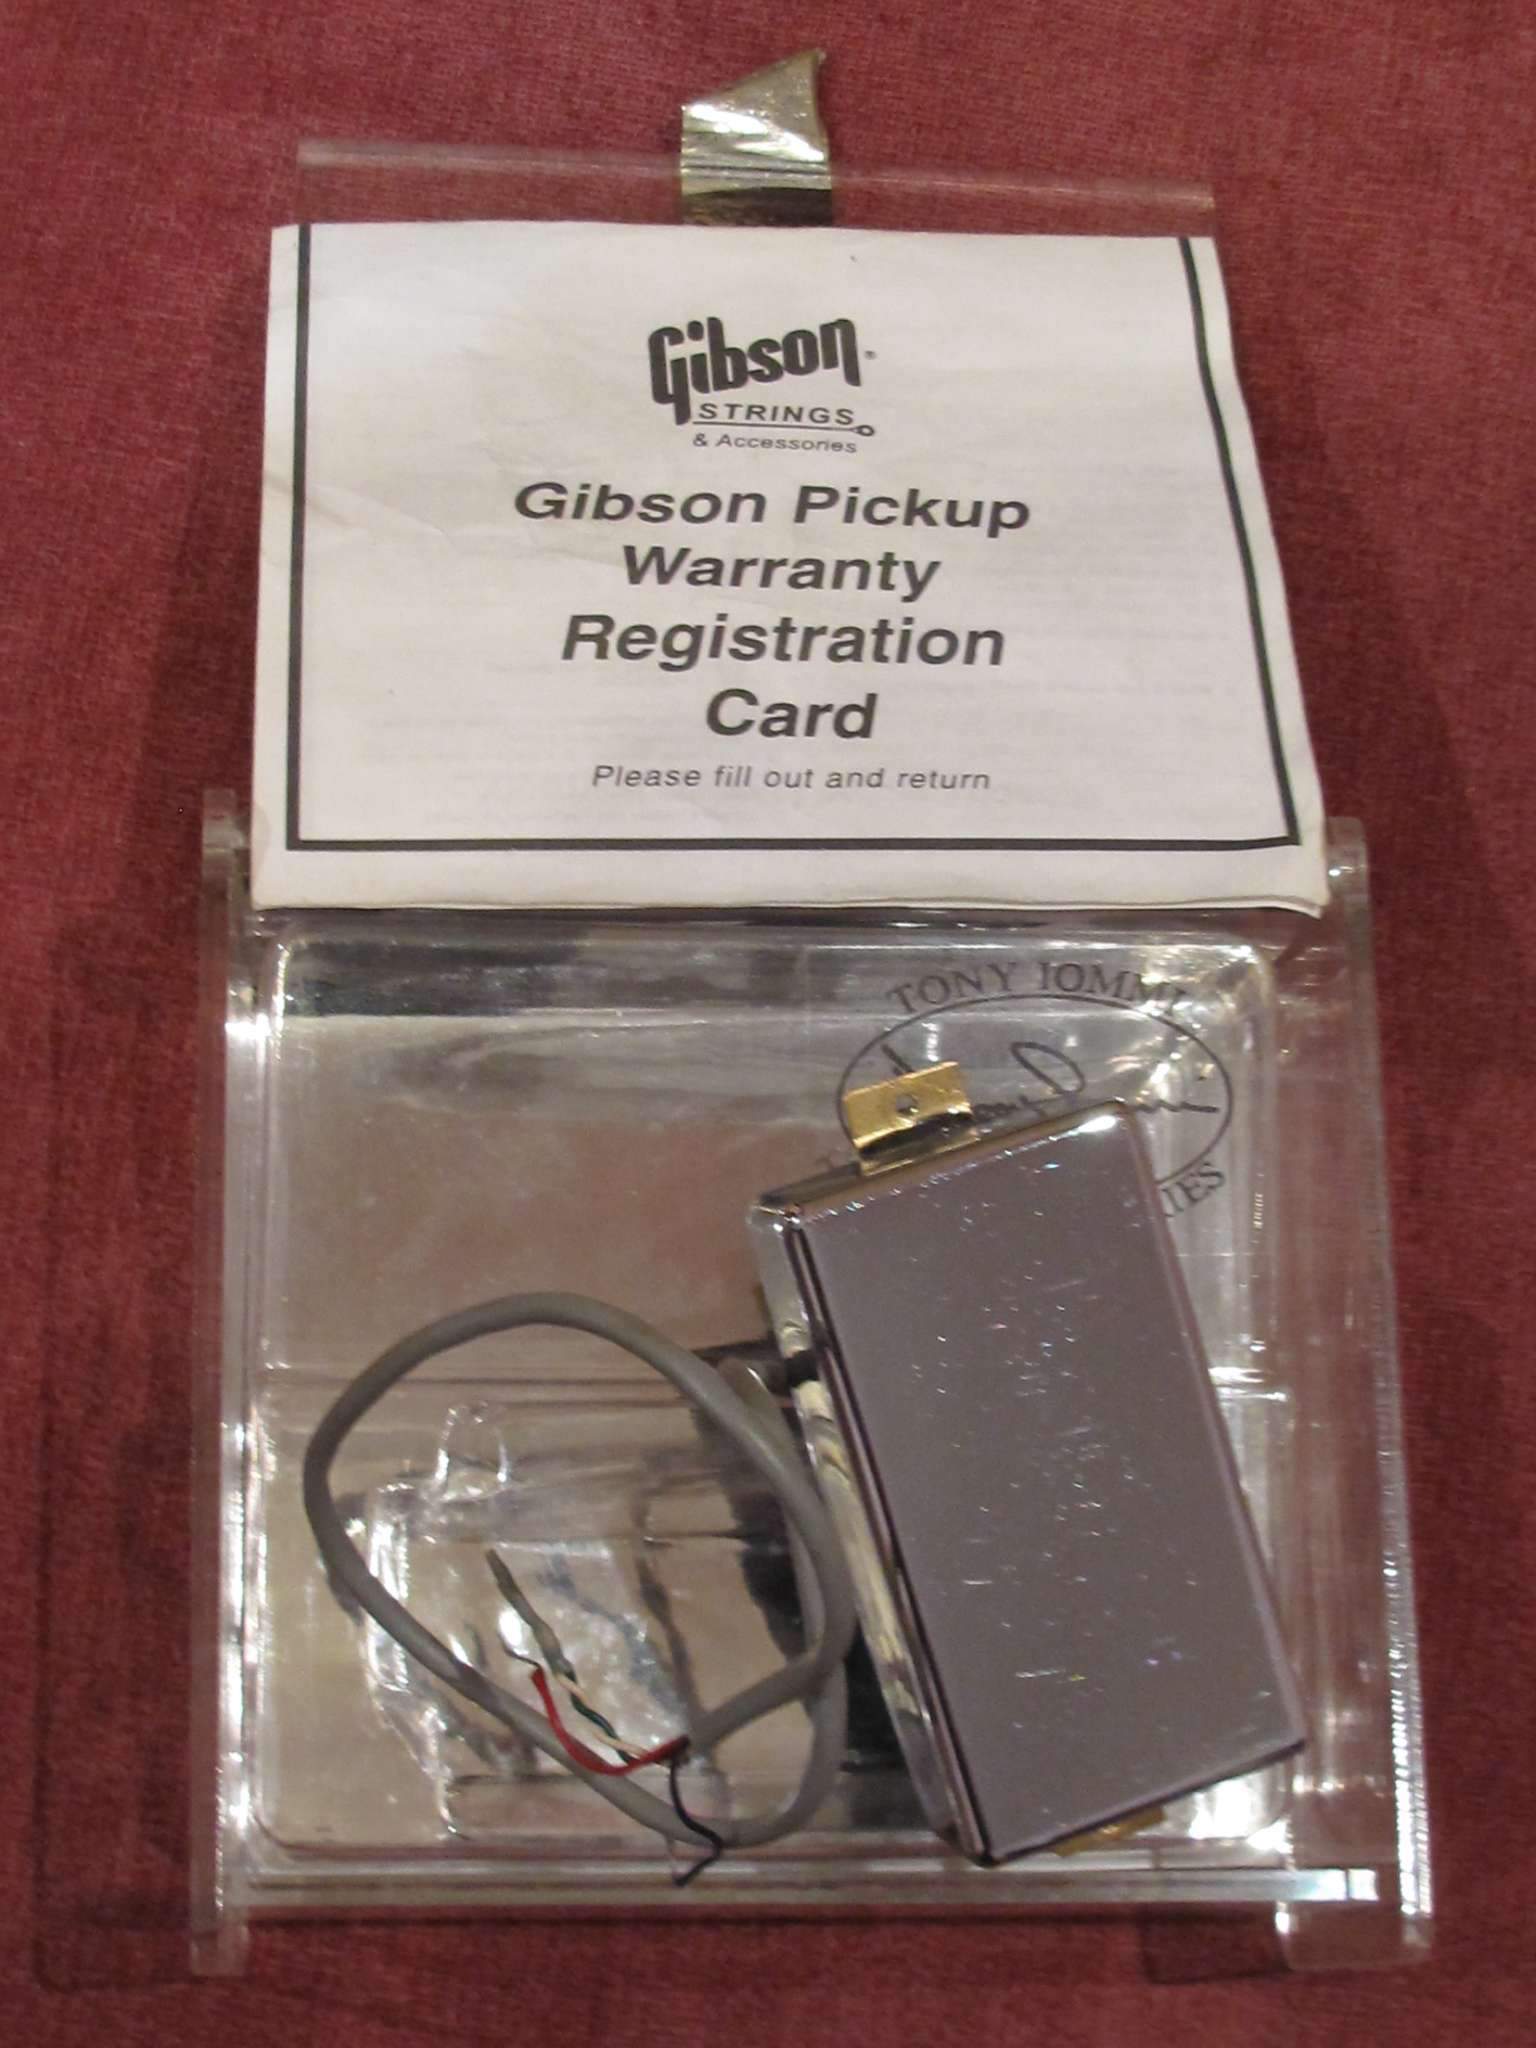 Gibson®
STRINGS
& Accessories
Gibson Pickup
Warranty
Registration
Card
Please fill out and return
TONY IOMMI